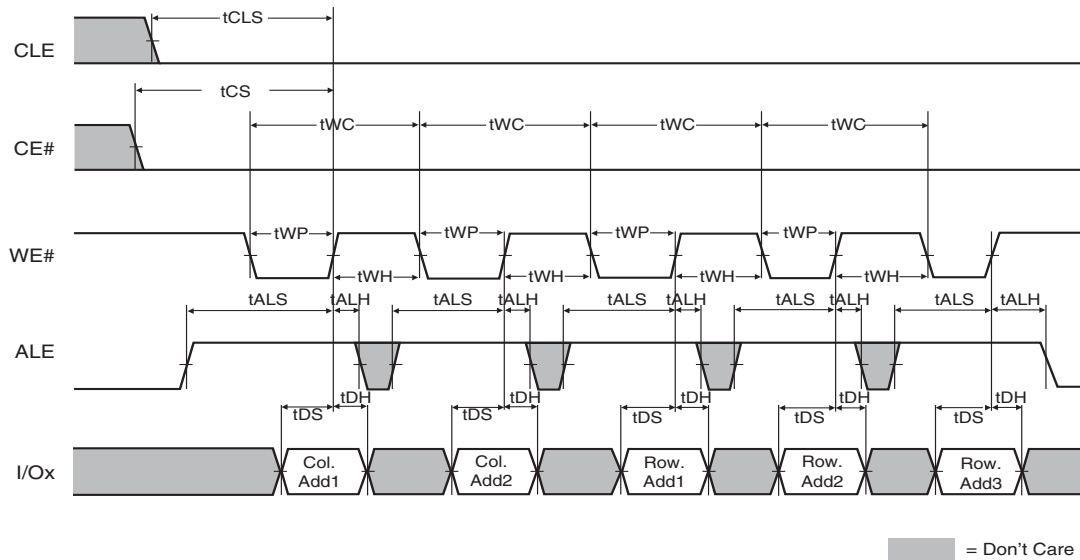 tCLS
CLE
tCS
tWC tWC tWC tWC
CE#
tWP tWP tWP tWP
WE#
tWH tWH tWH tWH
tALS tALH tALS tALH tALS tALH tALS tALH tALS tALH
ALE
tDH tDH tDH tDH tDH
tDS tDS tDS tDS tDS
I/Ox
Col. Add1
Col. Add2
Row. Add1
Row. Add2
Row. Add3
= Don't Care